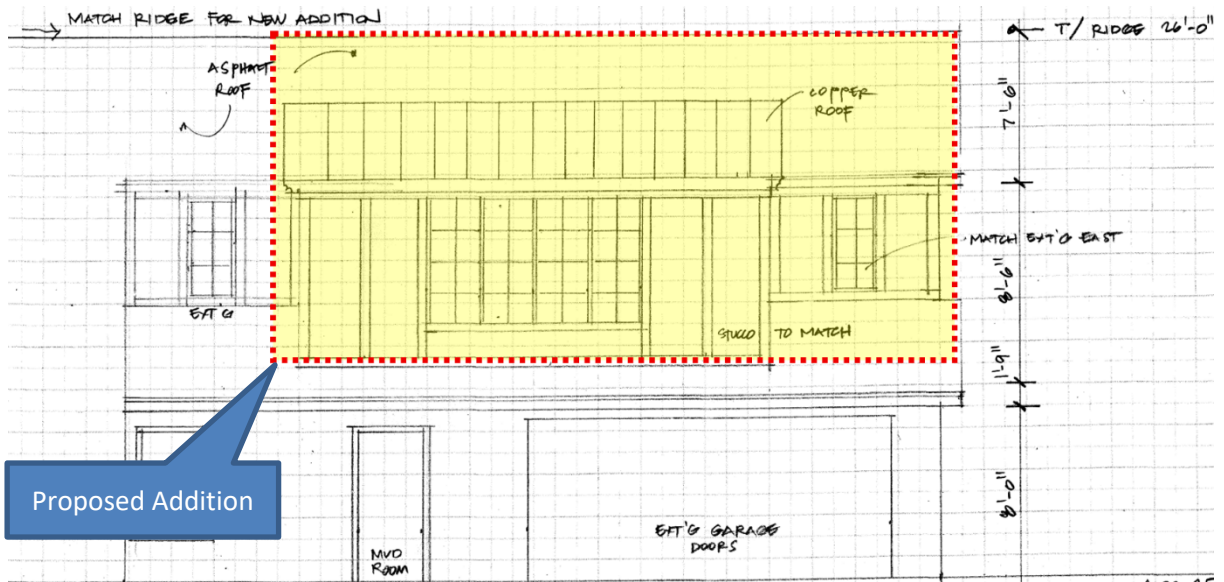 MATCH RIDGE FOR NEW ADDITION
T/ RIDGE 26'-0"
ASPHALT
ROOF
COPPER
ROOF
7'-6"
MATCH EXT'G EAST
8'-6"
EXT'G
STUCCO TO MATCH
1'-9"
Proposed Addition
8'-0"
EXT'G GARAGE
DOORS
MUD
ROOM